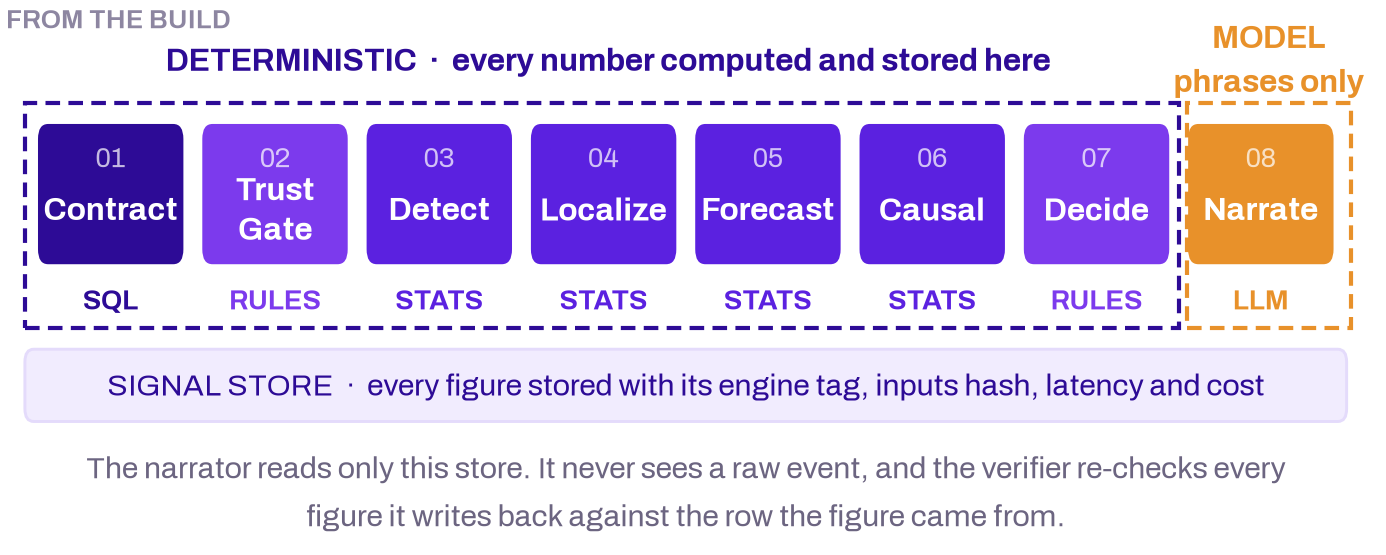 FROM THE BUILD
DETERMINISTIC · every number computed and stored here
MODEL
phrases only
01
Contract
SQL
02
Trust
Gate
RULES
03
Detect
STATS
04
Localize
STATS
05
Forecast
STATS
06
Causal
STATS
07
Decide
RULES
08
Narrate
LLM
SIGNAL STORE · every figure stored with its engine tag, inputs hash, latency and cost
The narrator reads only this store. It never sees a raw event, and the verifier re-checks every
figure it writes back against the row the figure came from.